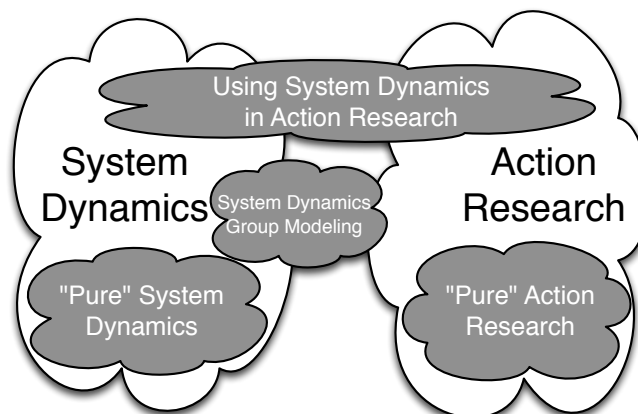 Using System Dynamics
in Action Research
System
Dynamics
Action
Research
System Dynamics
Group Modeling
"Pure" System
Dynamics
"Pure" Action
Research